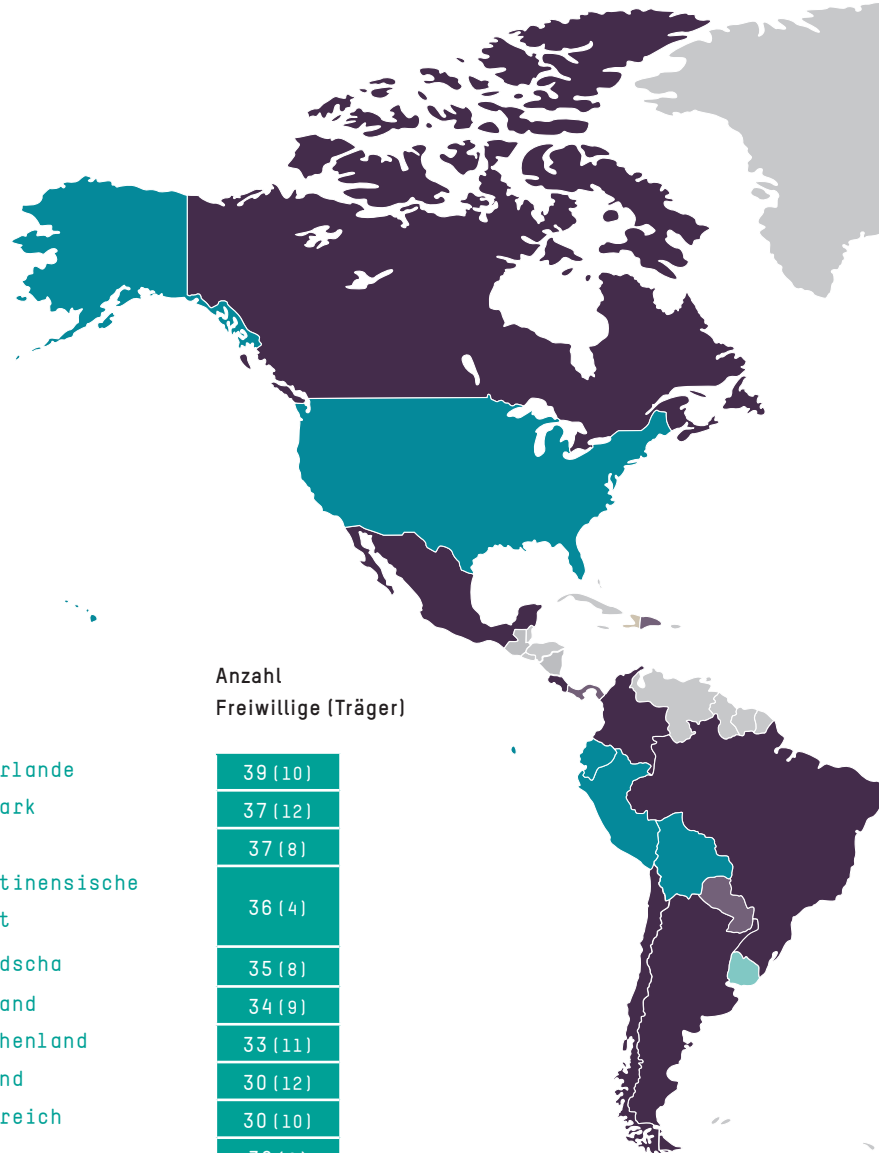 Anzahl
Freiwillige (Träger)
rlande 39 (10)
ark 37 (12)
37 (8)
tinensische
t 36 (4)
dscha 35 (8)
and 34 (9)
henland 33 (11)
nd 30 (12)
reich 30 (10)